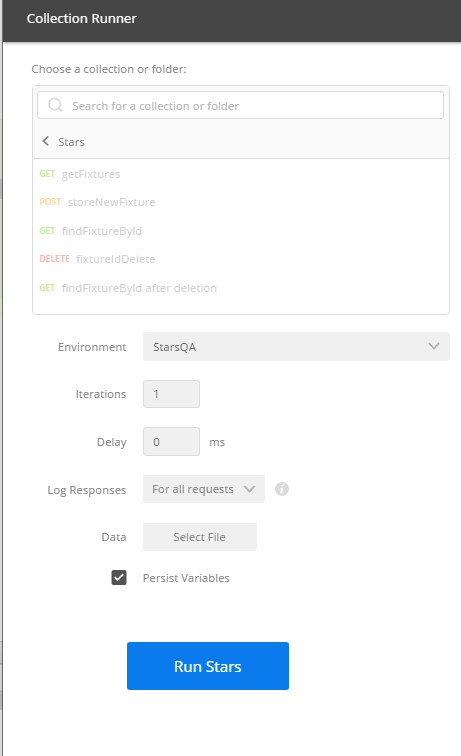 Collection Runner
Choose a collection or folder:
Search for a collection or folder
Stars
GET getFixtures
POST storeNewFixture
GET findFixtureById
DELETE fixtureIdDelete
GET findFixtureById after deletion
Environment StarsQA
Iterations 1
Delay 0 ms
Log Responses For all requests
Data Select File
Persist Variables
Run Stars